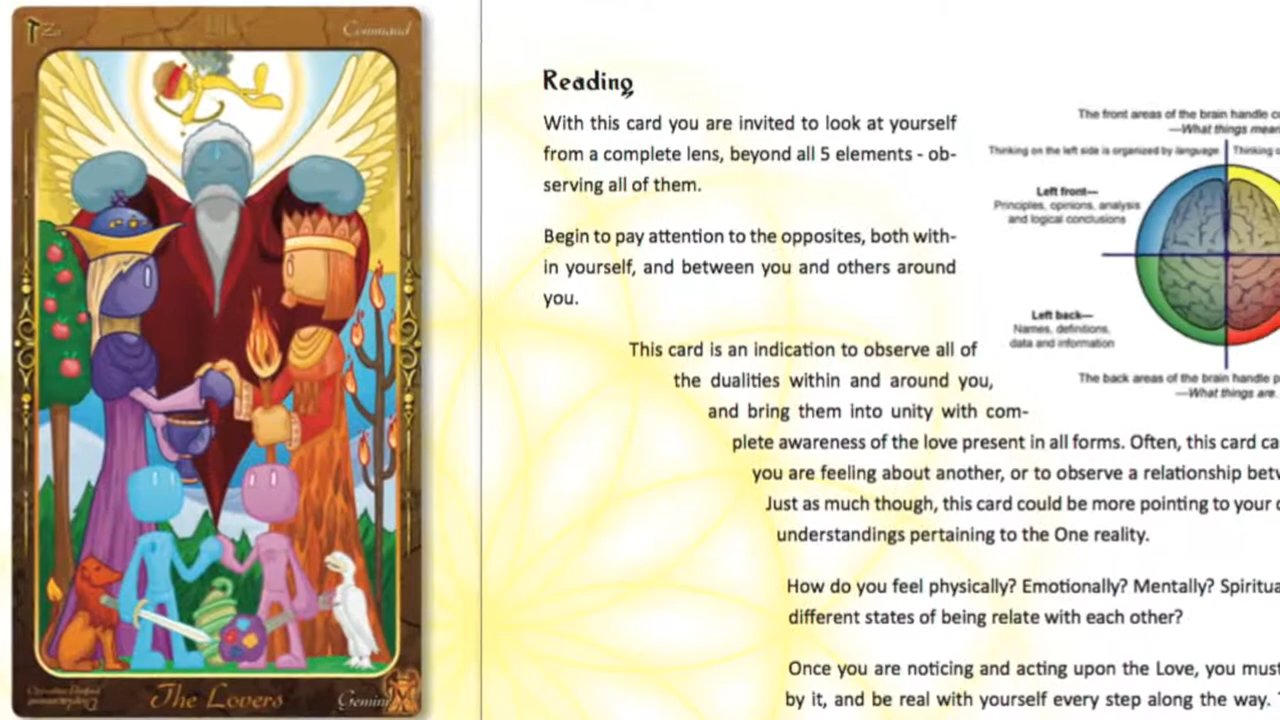 Za
Command
The Lovers
Gemini
Reading
With this card you are invited to look at yourself
from a complete lens, beyond all 5 elements - ob-
serving all of them.
Begin to pay attention to the opposites, both with-
in yourself, and between you and others around
you.
This card is an indication to observe all of
the dualities within and around you,
and bring them into unity with com-
plete awareness of the love present in all forms. Often, this card ca
you are feeling about another, or to observe a relationship betw
Just as much though, this card could be more pointing to your o
understandings pertaining to the One reality.
How do you feel physically? Emotionally? Mentally? Spiritua
different states of being relate with each other?
Once you are noticing and acting upon the Love, you must
by it, and be real with yourself every step along the way.
The front areas of the brain handle c
—What things mean
Thinking on the left side is organized by language
Thinking o
Left front—
Principles, opinions, analysis
and logical conclusions
Left back—
Names, definitions,
data and information
The back areas of the brain handle p
—What things are.